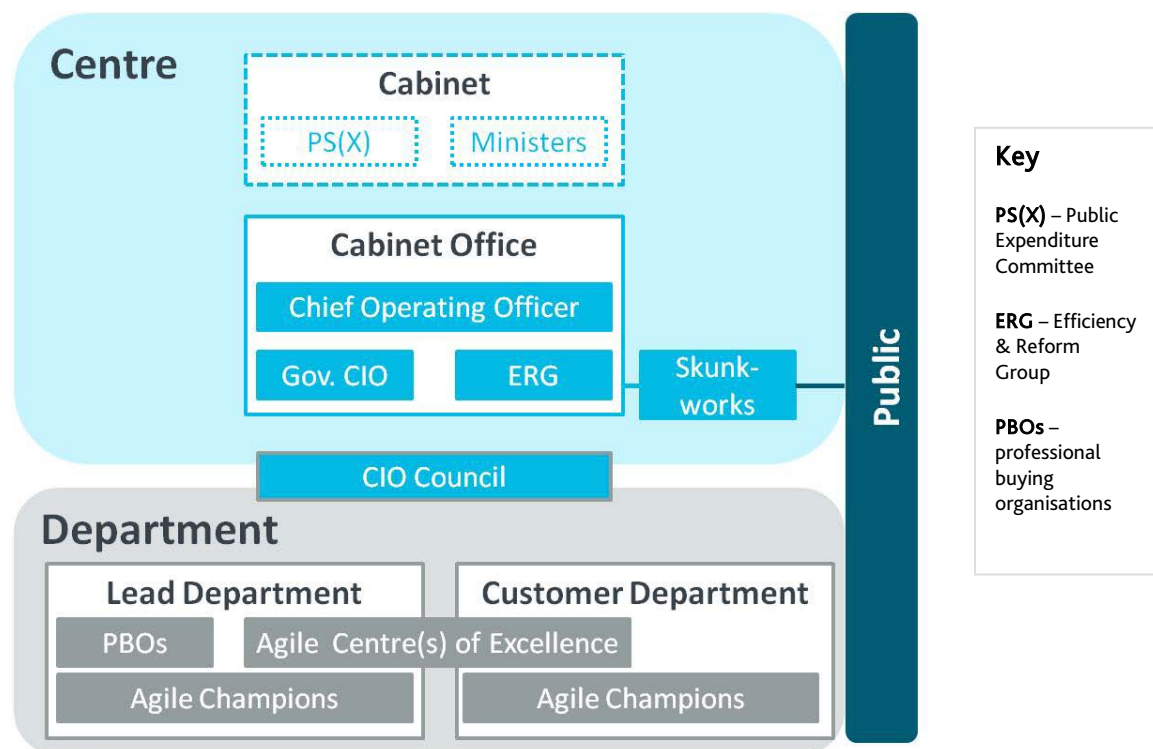 Centre
Cabinet
PS(X)
Ministers
Cabinet Office
Chief Operating Officer
Gov. CIO
ERG
Skunk-
works
CIO Council
Public
Department
Lead Department
PBOs
Agile Centre(s) of Excellence
Agile Champions
Customer Department
Agile Champions
Key
PS(X) – Public
Expenditure
Committee
ERG – Efficiency
& Reform
Group
PBOs –
professional
buying
organisations